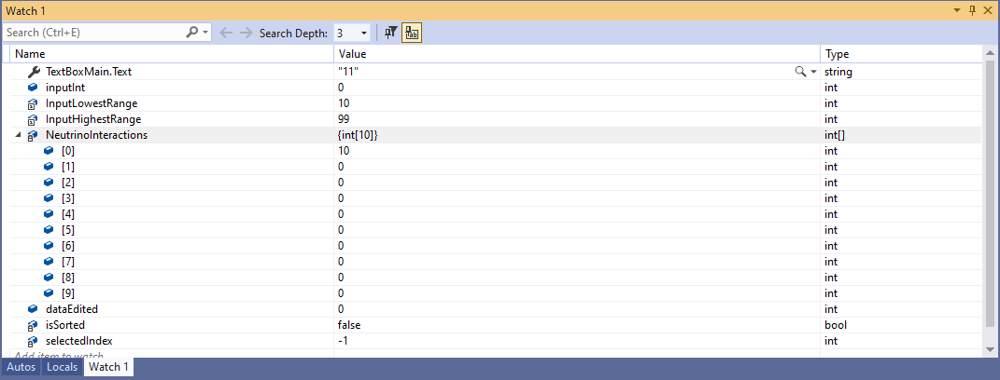 Watch 1
Search (Ctrl+E) Search Depth: 3
Name Value Type
TextBoxMain.Text "11" string
inputInt 0 int
InputLowestRange 10 int
InputHighestRange 99 int
NeutrinoInteractions {int[10]} int[]
[0] 10 int
[1] 0 int
[2] 0 int
[3] 0 int
[4] 0 int
[5] 0 int
[6] 0 int
[7] 0 int
[8] 0 int
[9] 0 int
dataEdited 0 int
isSorted false bool
selectedIndex -1 int
Add item to watch
Autos Locals Watch 1